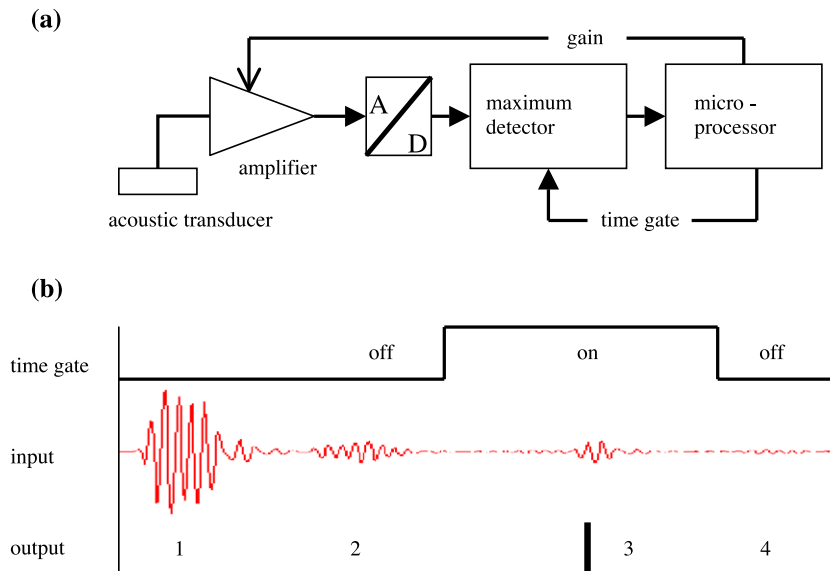 (a)
gain
A
D
maximum
detector
micro -
processor
amplifier
acoustic transducer
time gate
(b)
off
on
off
time gate
input
output
1
2
3
4